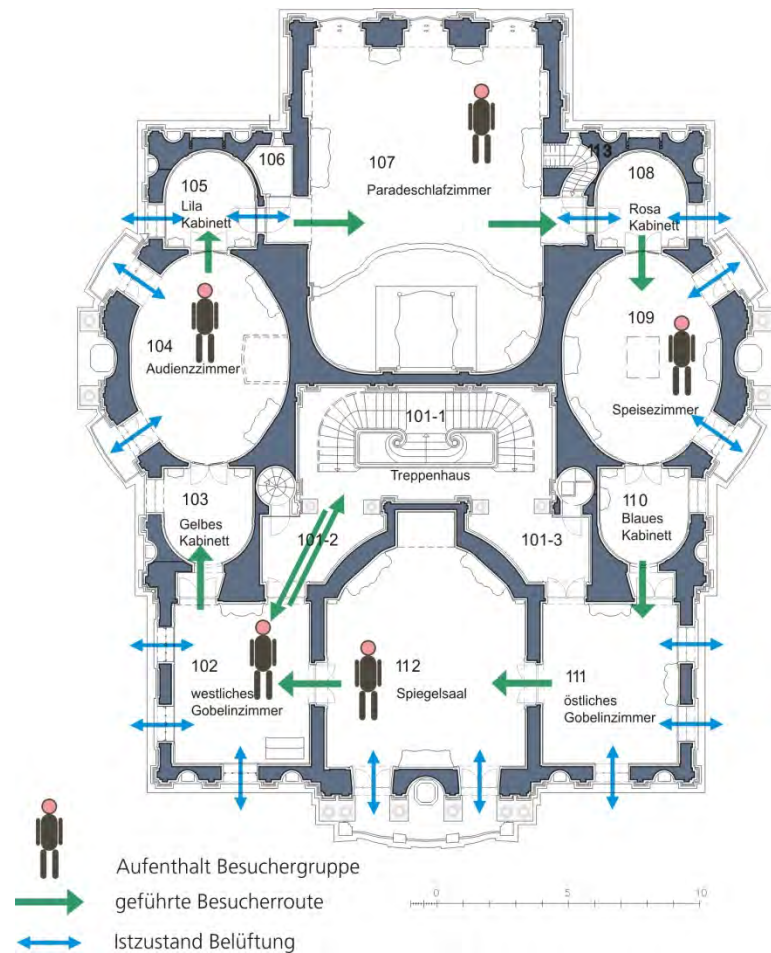 107
Paradeschlafzimmer
113
106
105
Lila
Kabinett
108
Rosa
Kabinett
104
Audienzzimmer
109
Speisezimmer
101-1
Treppenhaus
103
Gelbes
Kabinett
101-2
101-3
110
Blaues
Kabinett
102
westliches
Gobelinzimmer
112
Spiegelsaal
111
östliches
Gobelinzimmer
Aufenthalt Besuchergruppe
geführte Besucherroute
Istzustand Belüftung
0 5 10